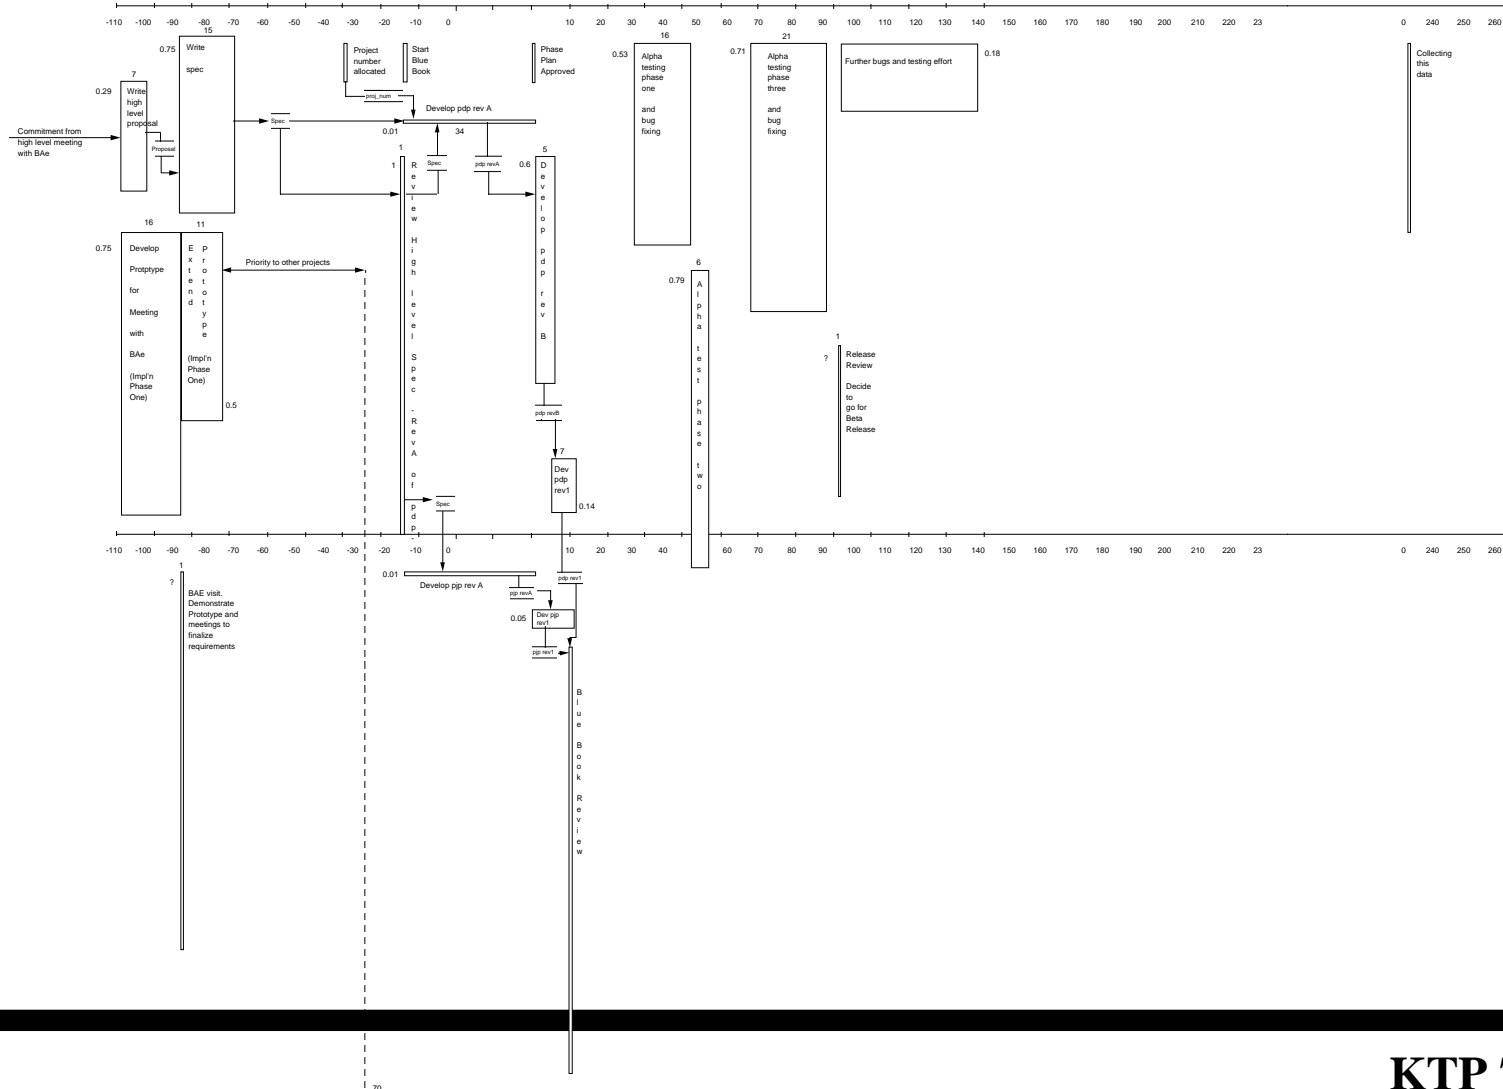 -110 -100 -90 -80 -70 -60 -50 -40 -30 -20 -10 0 10 20 30 40 50 60 70 80 90 100 110 120 130 140 150 160 170 180 190 200 210 220 23 0 240 250 260
15
0.75
Write
spec
7
0.29
Write
high
level
proposal
Commitment from
high level meeting
with BAe
Proposal
Spec
Project
number
allocated
Start
Blue
Book
proj_num
Develop pdp rev A
0.01
34
Phase
Plan
Approved
0.53
16
Alpha
testing
phase
one
and
bug
fixing
0.71
21
Alpha
testing
phase
three
and
bug
fixing
Further bugs and testing effort
0.18
Collecting
this
data
1
1
Review High level Spec -RevA of pdp-
Spec
pdp revA
5
0.6
Develop pdp rev B
16
0.75
Develop
Protptype
for
Meeting
with
BAe
(Impl'n
Phase
One)
11
Extend
Prototype
(Impl'n
Phase
One)
0.5
Priority to other projects
6
0.79
Alpha test phase two
1
?
Release
Review
Decide
to
go for
Beta
Release
pdp revB
7
Dev
pdp
rev1
0.14
Spec
-110 -100 -90 -80 -70 -60 -50 -40 -30 -20 -10 0 10 20 30 40 50 60 70 80 90 100 110 120 130 140 150 160 170 180 190 200 210 220 23 0 240 250 260
1
?
BAE visit.
Demonstrate
Prototype and
meetings to
finalize
requirements
0.01
Develop pjp rev A
pdp rev1
pjp revA
0.05
Dev pjp
rev1
pjp rev1
Blue Book Review
KTP
70